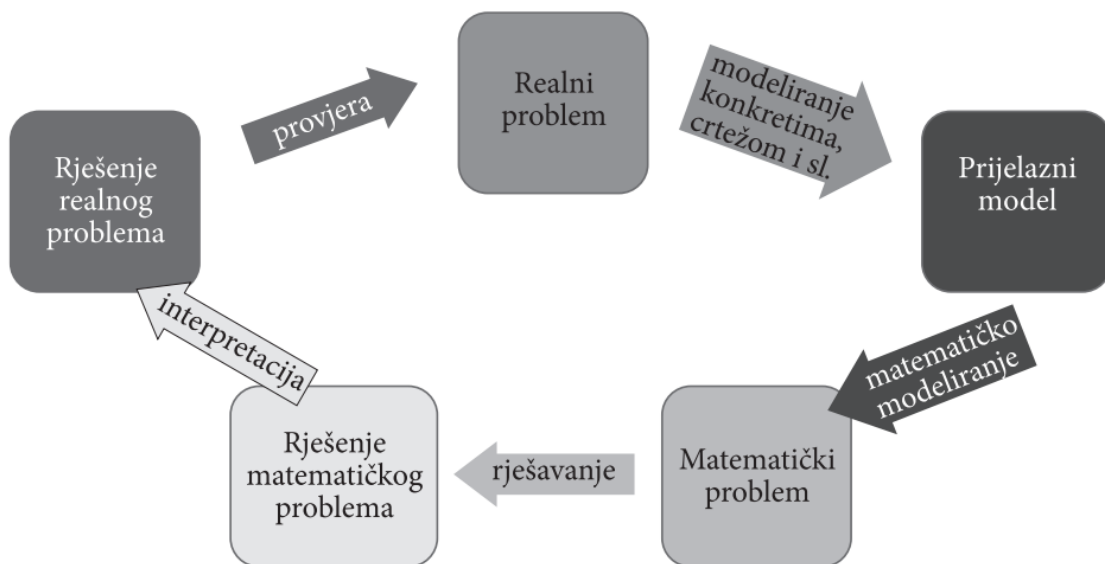 Realni
problem
modeliranje
konkretima,
crtežom i sl.
Prijelazni
model
matematičko
modeliranje
Matematički
problem
rješavanje
Rješenje
matematičkog
problema
interpretacija
Rješenje
realnog
problema
provjera